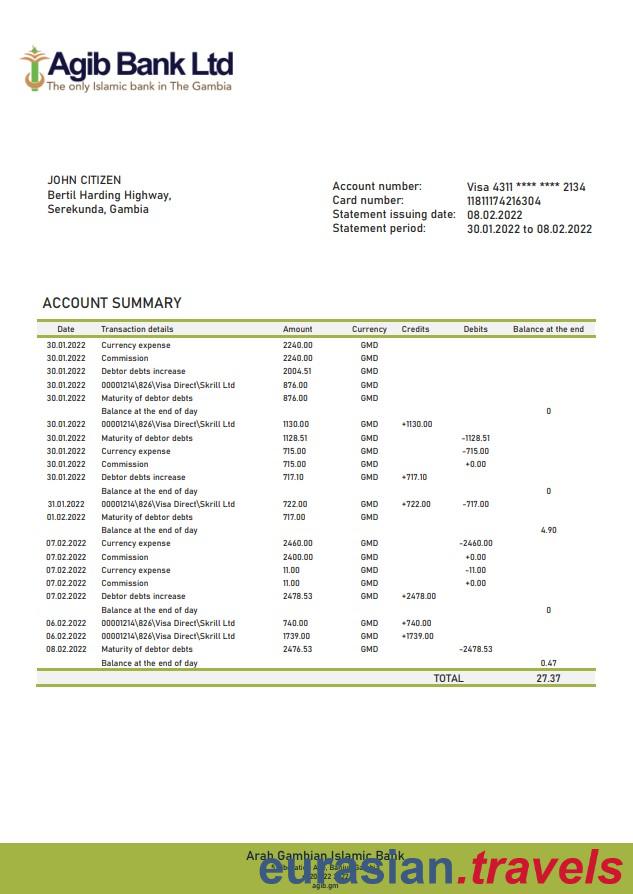 Agib Bank Ltd
The only Islamic bank in The Gambia
JOHN CITIZEN
Bertil Harding Highway,
Serekunda, Gambia
Account number: Visa 4311 **** **** 2134
Card number: 11811174216304
Statement issuing date: 08.02.2022
Statement period: 30.01.2022 to 08.02.2022
ACCOUNT SUMMARY
Date Transaction details Amount Currency Credits Debits Balance at the end
30.01.2022 Currency expense 2240.00 GMD
30.01.2022 Commission 2240.00 GMD
30.01.2022 Debtor debts increase 2004.51 GMD
30.01.2022 00001214\826\Visa Direct\Skrill Ltd 876.00 GMD
30.01.2022 Maturity of debtor debts 876.00 GMD
Balance at the end of day 0
30.01.2022 00001214\826\Visa Direct\Skrill Ltd 1130.00 GMD +1130.00
30.01.2022 Maturity of debtor debts 1128.51 GMD -1128.51
30.01.2022 Currency expense 715.00 GMD -715.00
30.01.2022 Commission 715.00 GMD +0.00
30.01.2022 Debtor debts increase 717.10 GMD +717.10
Balance at the end of day 0
31.01.2022 00001214\826\Visa Direct\Skrill Ltd 722.00 GMD +722.00 -717.00
01.02.2022 Maturity of debtor debts 717.00 GMD
Balance at the end of day 4.90
07.02.2022 Currency expense 2460.00 GMD -2460.00
07.02.2022 Commission 2400.00 GMD +0.00
07.02.2022 Currency expense 11.00 GMD -11.00
07.02.2022 Commission 11.00 GMD +0.00
07.02.2022 Debtor debts increase 2478.53 GMD +2478.00
Balance at the end of day 0
06.02.2022 00001214\826\Visa Direct\Skrill Ltd 740.00 GMD +740.00
06.02.2022 00001214\826\Visa Direct\Skrill Ltd 1739.00 GMD +1739.00
08.02.2022 Maturity of debtor debts 2476.53 GMD -2478.53
Balance at the end of day 0.47
TOTAL 27.37
Arab Gambian Islamic Bank
eurasian.travels
agib.gm